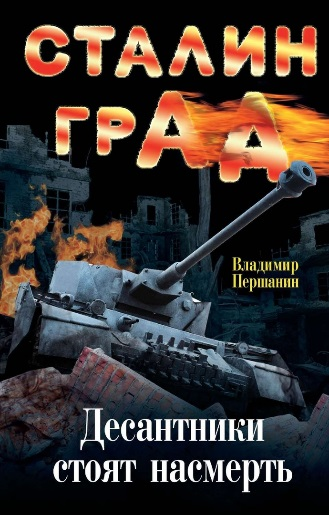 СТАЛИН
ГРАД
Владимир
Першанин
Десантники
стоят насмерть